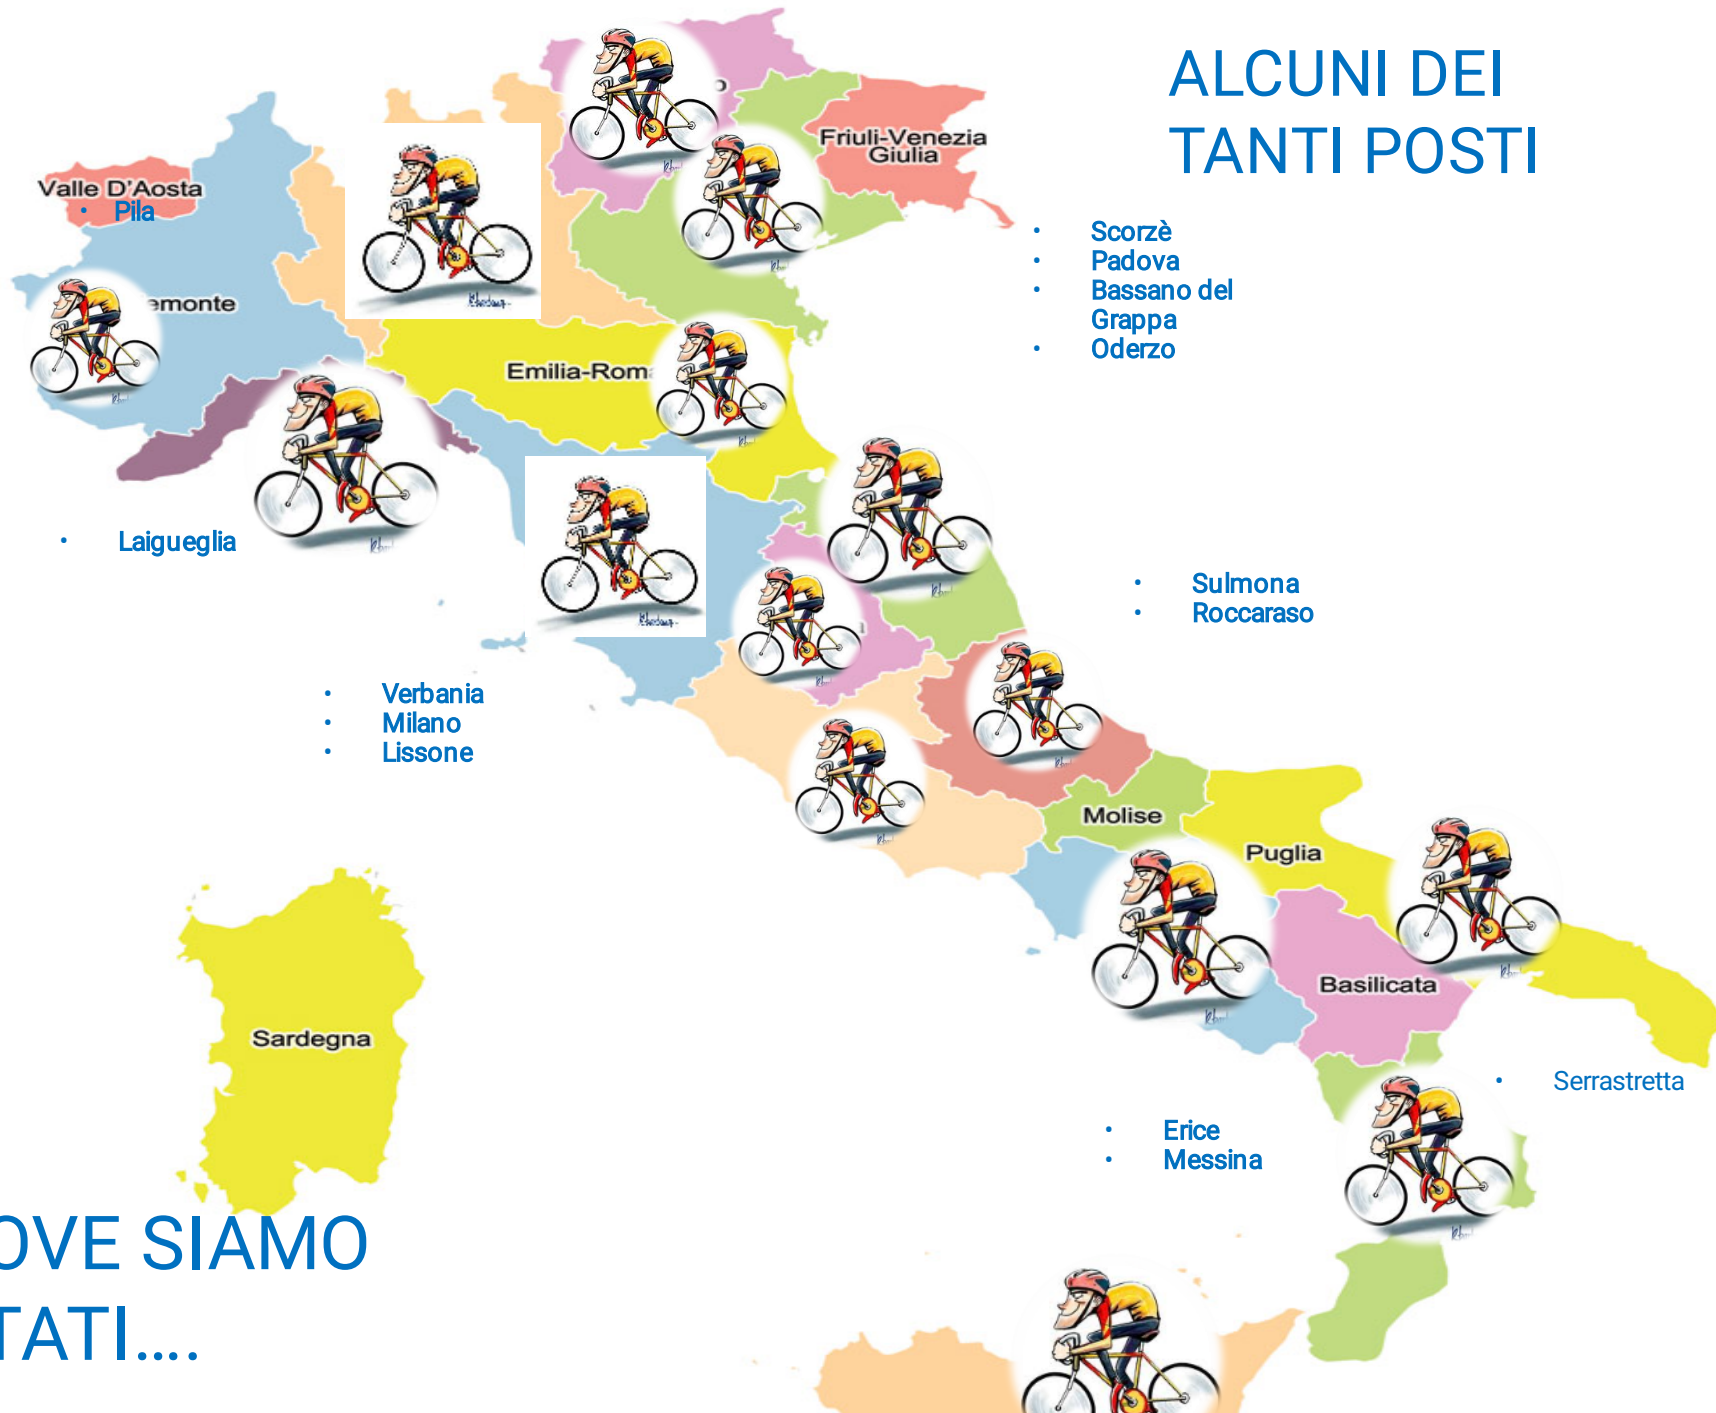 ALCUNI DEI
TANTI POSTI
Friuli-Venezia
Giulia
Valle D'Aosta
• Pila
• Scorzè
• Padova
• Bassano del
Grappa
• Oderzo
emonte
Emilia-Roma
• Laigueglia
• Sulmona
• Roccaraso
• Verbania
• Milano
• Lissone
Molise
Puglia
Basilicata
Sardegna
• Serrastretta
• Erice
• Messina
OVE SIAMO
TATI....